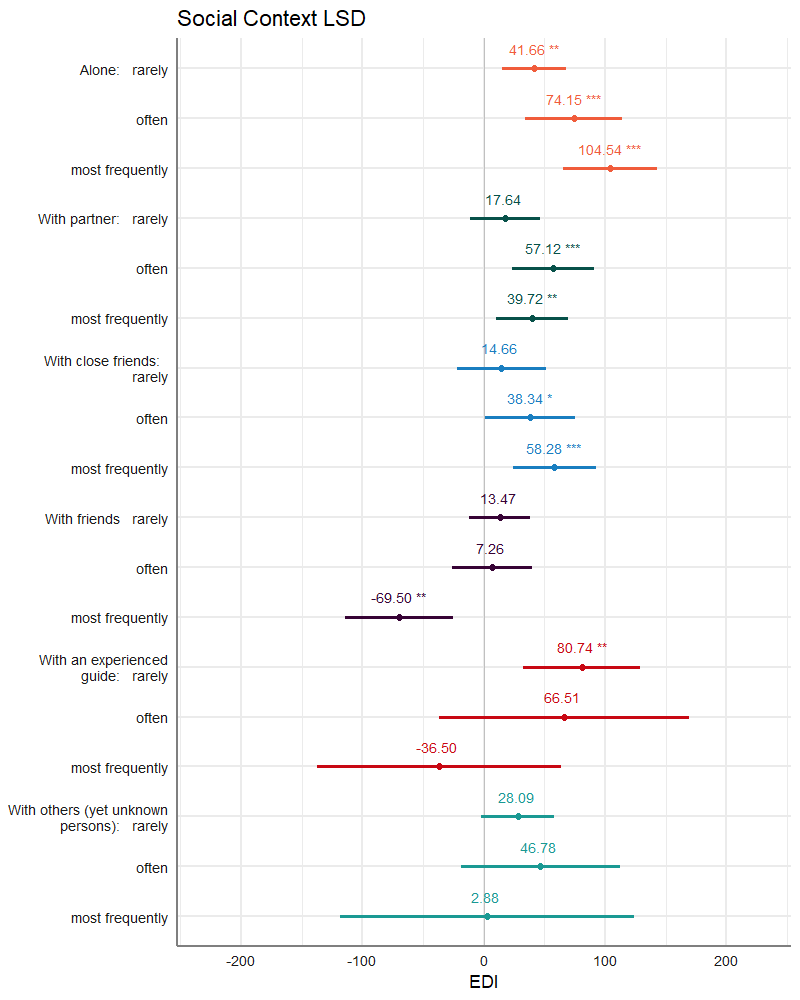 Social Context LSD
41.66 **
Alone: rarely
74.15 ***
often
104.54 ***
most frequently
17.64
With partner: rarely
57.12 ***
often
39.72 **
most frequently
14.66
With close friends:
rarely
38.34 *
often
58.28 ***
most frequently
13.47
With friends rarely
7.26
often
-69.50 **
most frequently
80.74 **
With an experienced
guide: rarely
66.51
often
-36.50
most frequently
28.09
With others (yet unknown
persons): rarely
46.78
often
2.88
most frequently
-200 -100 0 100 200
EDI